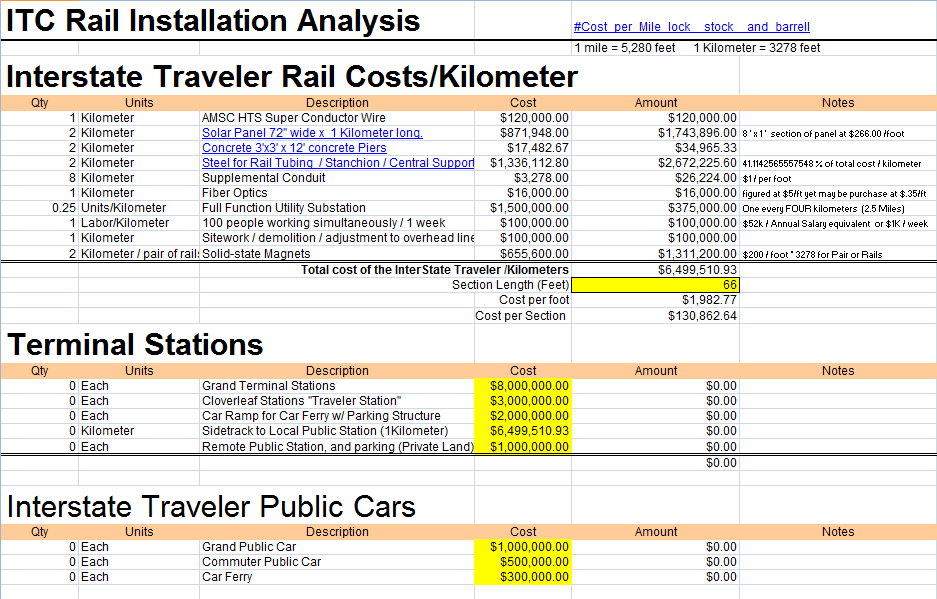 ITC Rail Installation Analysis
#Cost per Mile lock stock and barrell
1 mile = 5,280 feet 1 Kilometer = 3278 feet
Interstate Traveler Rail Costs/Kilometer
Qty Units Description Cost Amount Notes
1 Kilometer AMSC HTS Super Conductor Wire $120,000.00 $120,000.00
2 Kilometer Solar Panel 72" wide x 1 Kilometer long. $871,948.00 $1,743,896.00 8 ' x 1' section of panel at $266.00 /foot
2 Kilometer Concrete 3'x3' x 12' concrete Piers $17,482.67 $34,965.33
2 Kilometer Steel for Rail Tubing / Stanchion / Central Support $1,336,112.80 $2,672,225.60 41.1142565557548 % of total cost / kilometer
8 Kilometer Supplemental Conduit $3,278.00 $26,224.00 $1 / per foot
1 Kilometer Fiber Optics $16,000.00 $16,000.00 figured at $5/ft yet may be purchase at $.35/ft
0.25 Units/Kilometer Full Function Utility Substation $1,500,000.00 $375,000.00 One every FOUR kilometers (2.5 Miles)
1 Labor/Kilometer 100 people working simultaneously / 1 week $100,000.00 $100,000.00 $52k / Annual Salary equivalent or $1K / week
1 Kilometer Sitework / demolition / adjustment to overhead line $100,000.00 $100,000.00
2 Kilometer / pair of rails Solid-state Magnets $655,600.00 $1,311,200.00 $200 / foot * 3278 for Pair or Rails
Total cost of the InterState Traveler /Kilometers $6,499,510.93
Section Length (Feet) 66
Cost per foot $1,982.77
Cost per Section $130,862.64
Terminal Stations
Qty Units Description Cost Amount Notes
0 Each Grand Terminal Stations $8,000,000.00 $0.00
0 Each Cloverleaf Stations "Traveler Station" $3,000,000.00 $0.00
0 Each Car Ramp for Car Ferry w/ Parking Structure $2,000,000.00 $0.00
0 Kilometer Sidetrack to Local Public Station (1Kilometer) $6,499,510.93 $0.00
0 Each Remote Public Station, and parking (Private Land) $1,000,000.00 $0.00
$0.00
Interstate Traveler Public Cars
Qty Units Description Cost Amount Notes
0 Each Grand Public Car $1,000,000.00 $0.00
0 Each Commuter Public Car $500,000.00 $0.00
0 Each Car Ferry $300,000.00 $0.00